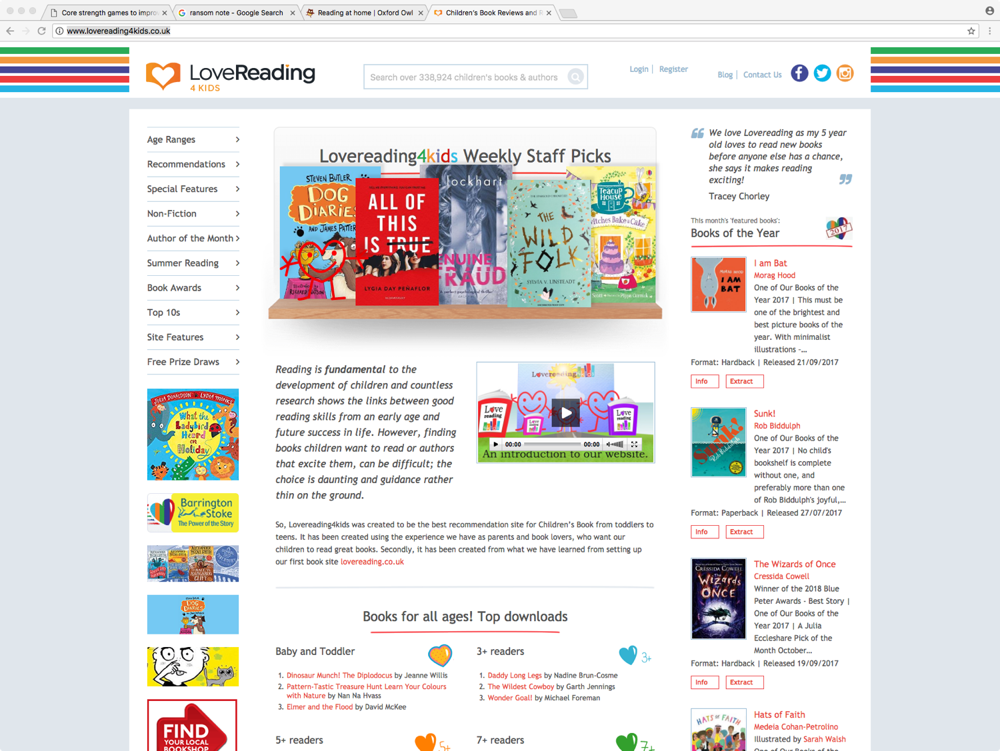 Core strength games to impro
ransom note - Google Search
Reading at home | Oxford Owl
Children's Book Reviews and R
www.lovereading4kids.co.uk
LoveReading
4 KIDS
Search over 338,924 children's books & authors
Login | Register
Blog | Contact Us
Age Ranges
Recommendations
Special Features
Non-Fiction
Author of the Month
Summer Reading
Book Awards
Top 10s
Site Features
Free Prize Draws
JULIA DONALDSON & LYDIA MONKS
What the
Ladybird
Heard
on
Holiday
Barrington
Stoke
The Power of the Story
DOG
DIARIES
FIND
YOUR LOCAL
BOOKSHOP
Lovereading4kids Weekly Staff Picks
STEVEN BUTLER
DOG
DIARIES
AND JAMES PATTER
Illustrated by
RICHARD WATSON
ALL OF
THIS
IS TRUE
LYGIA DAY PEÑAFLOR
lockhart
ENUINE
RAUD
'A perfect psychological thriller'
THE
WILD
FOLK
SYLVIA V. LINSTEADT
TEACUP
HOUSE
itches Bake a Cake
Scott
Pippa Curnick
Reading is fundamental to the
development of children and countless
research shows the links between good
reading skills from an early age and
future success in life. However, finding
books children want to read or authors
that excite them, can be difficult; the
choice is daunting and guidance rather
thin on the ground.
Lovereading4kids
Love
reading
Love
reading
Love
reading
00:00
00:00
An introduction to our website.
So, Lovereading4kids was created to be the best recommendation site for Children's Book from toddlers to
teens. It has been created using the experience we have as parents and book lovers, who want our
children to read great books. Secondly, it has been created from what we have learned from setting up
our first book site lovereading.co.uk
Books for all ages! Top downloads
Baby and Toddler
1. Dinosaur Munch! The Diplodocus by Jeanne Willis
2. Pattern-Tastic Treasure Hunt Learn Your Colours
with Nature by Nan Na Hvass
3. Elmer and the Flood by David McKee
3+ readers
3+
1. Daddy Long Legs by Nadine Brun-Cosme
2. The Wildest Cowboy by Garth Jennings
3. Wonder Goal! by Michael Foreman
5+ readers
5+
7+ readers
7+
We love Lovereading as my 5 year
old loves to read new books
before anyone else has a chance,
she says it makes reading
exciting!
Tracey Chorley
This month's 'featured books':
Books of the Year
2017
MORAG HOOD
I AM
BAT
I am Bat
Morag Hood
One of Our Books of the
Year 2017 | This must be
one of the brightest and
best picture books of the
year. With minimalist
illustrations –...
Format: Hardback | Released 21/09/2017
Info
Extract
Sunk!
Rob Biddulph
Sunk!
Rob Biddulph
One of Our Books of the
Year 2017 | No child's
bookshelf is complete
without one, and
preferably more than one
of Rob Biddulph's joyful,...
Format: Paperback | Released 27/07/2017
Info
Extract
CRESSIDA COWELL
THE
WIZARDS
of
ONCE
The Wizards of Once
Cressida Cowell
Winner of the 2018 Blue
Peter Awards - Best Story |
One of Our Books of the
Year 2017 | A Julia
Eccleshare Pick of the
Month October...
Format: Hardback | Released 19/09/2017
Info
Extract
HATS of FAITH
Hats of Faith
Medeia Cohan-Petrolino
Illustrated by Sarah Walsh
One of Our Books of the